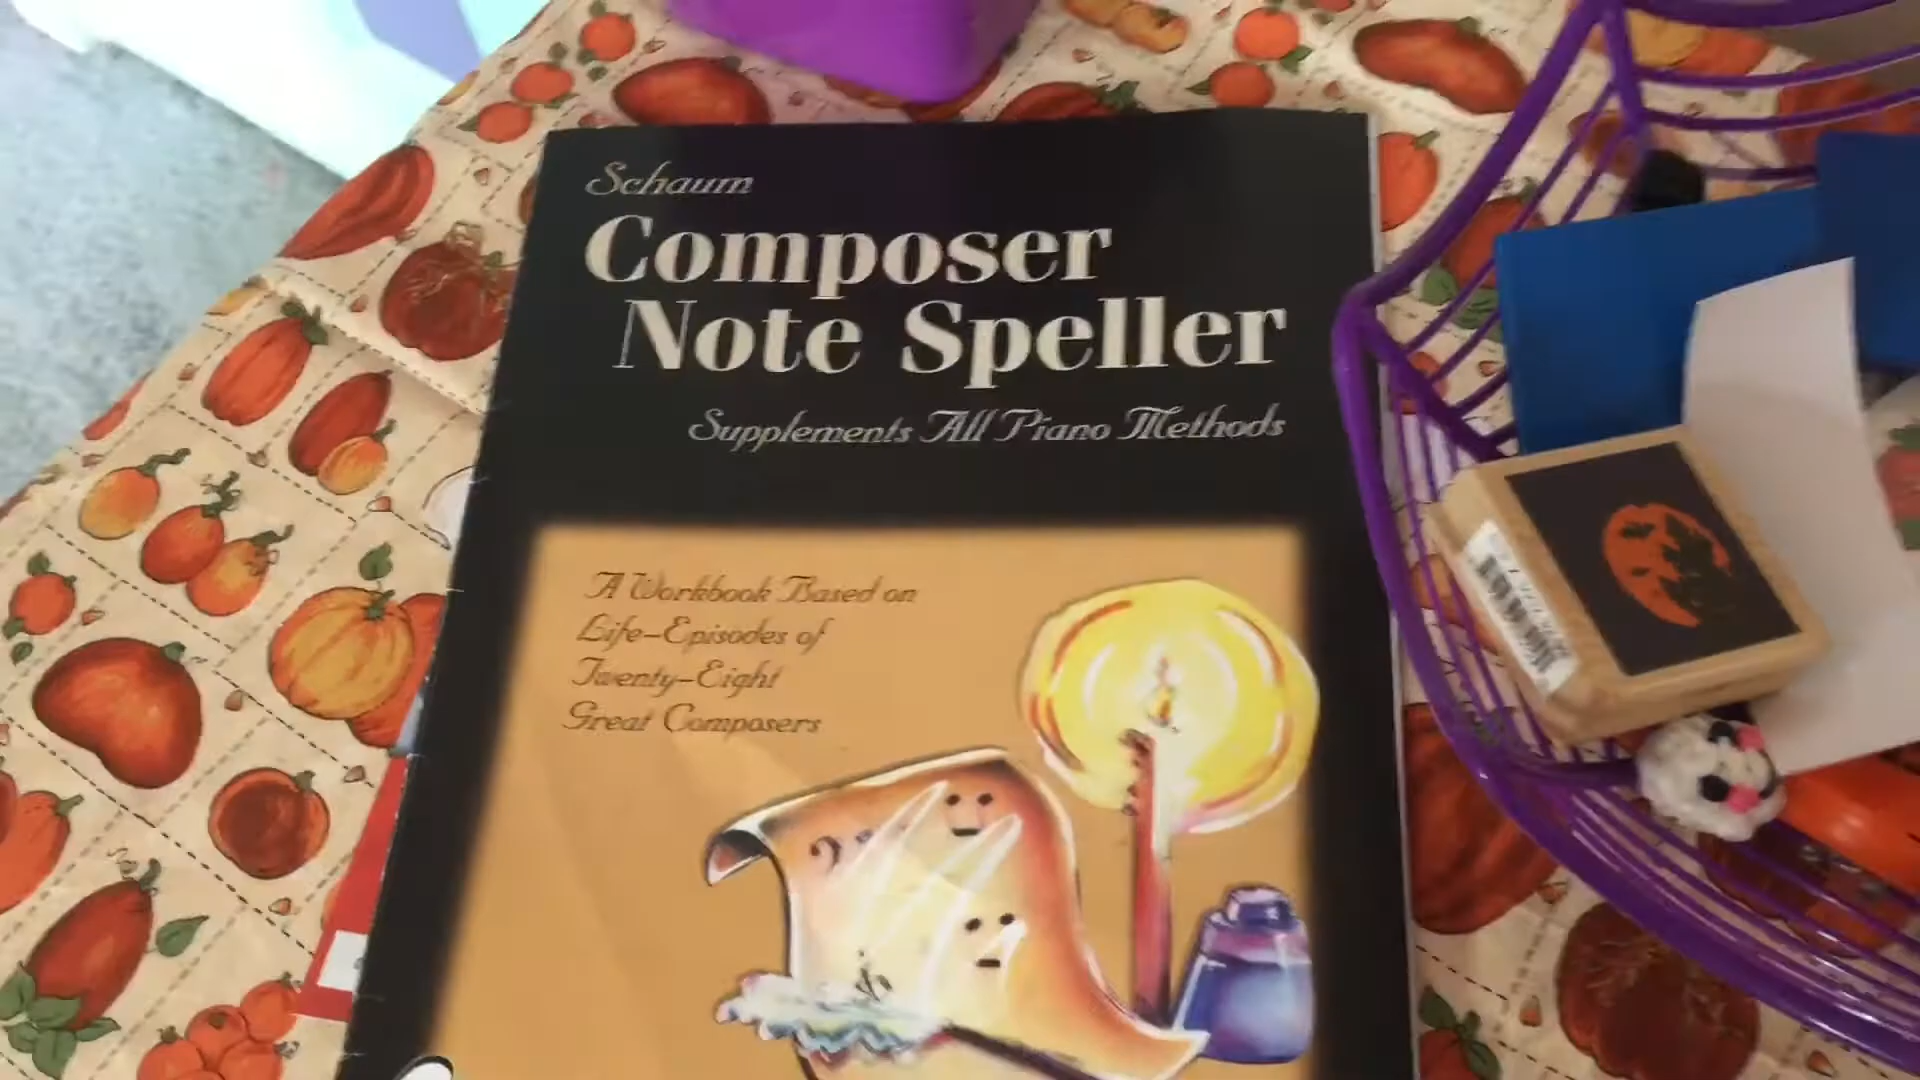 Schaum
Composer
Note Speller
Supplements All Piano Methods
A Workbook Based on
Life-Episodes of
Twenty-Eight
Great Composers